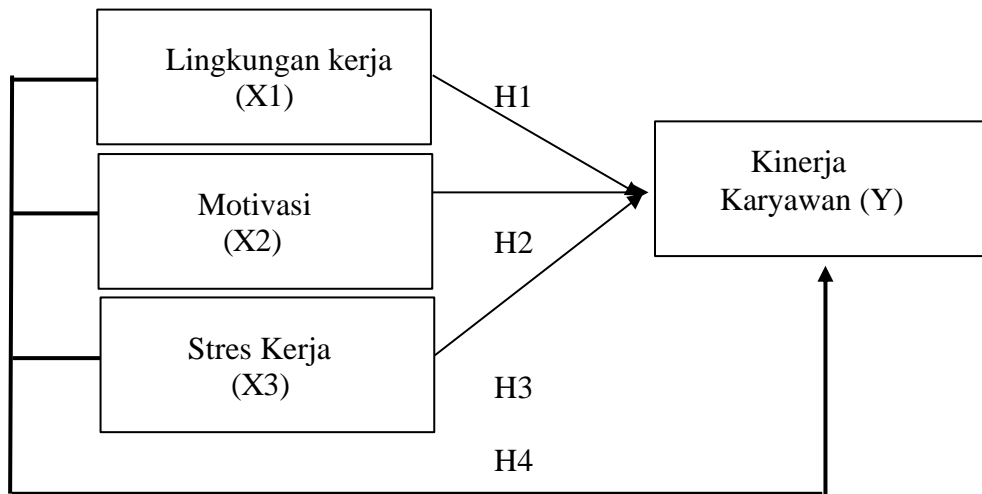 Lingkungan kerja
(X1)
H1
Kinerja
Karyawan (Y)
Motivasi
(X2)
H2
Stres Kerja
(X3)
H3
H4